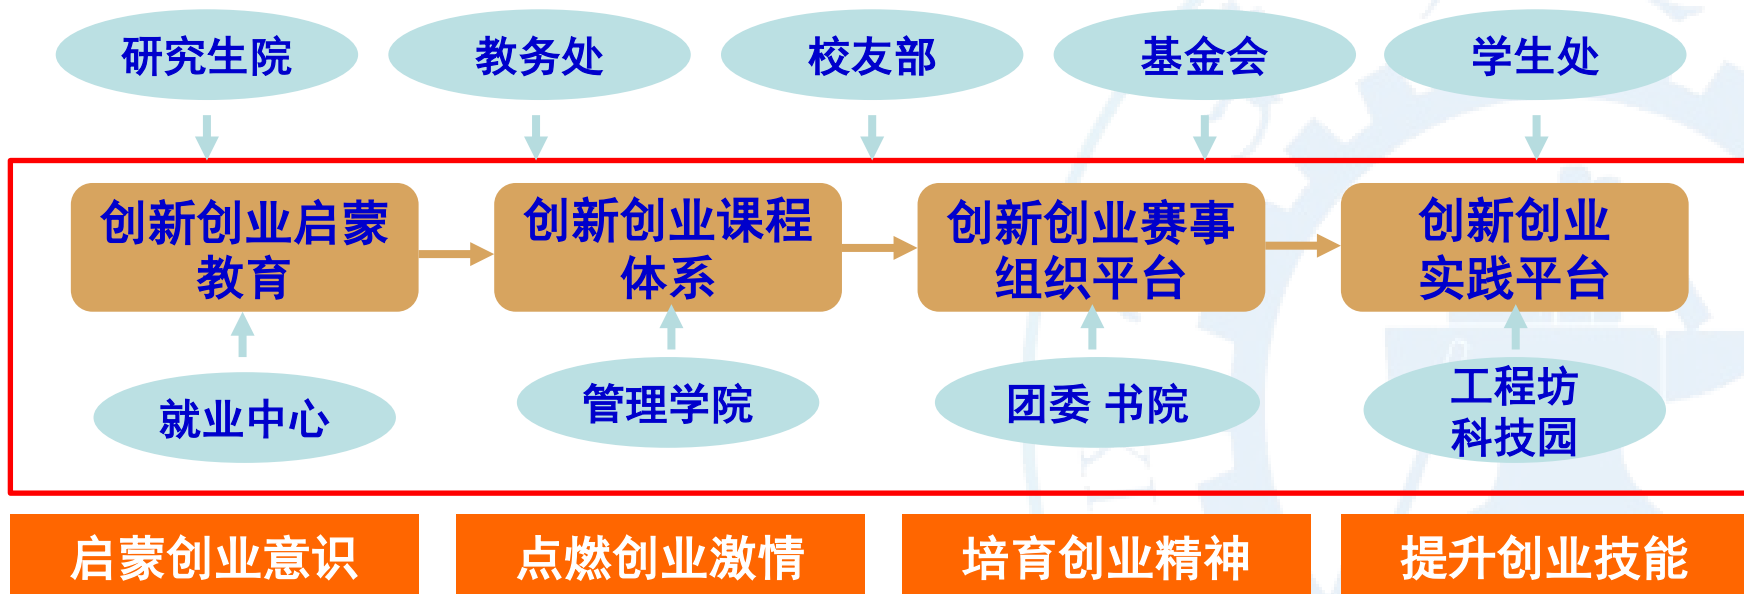 研究生院
教务处
校友部
基金会
学生处
创新创业启蒙
教育
创新创业课程
体系
创新创业赛事
组织平台
创新创业
实践平台
就业中心
管理学院
团委 书院
工程坊
科技园
启蒙创业意识
点燃创业激情
培育创业精神
提升创业技能